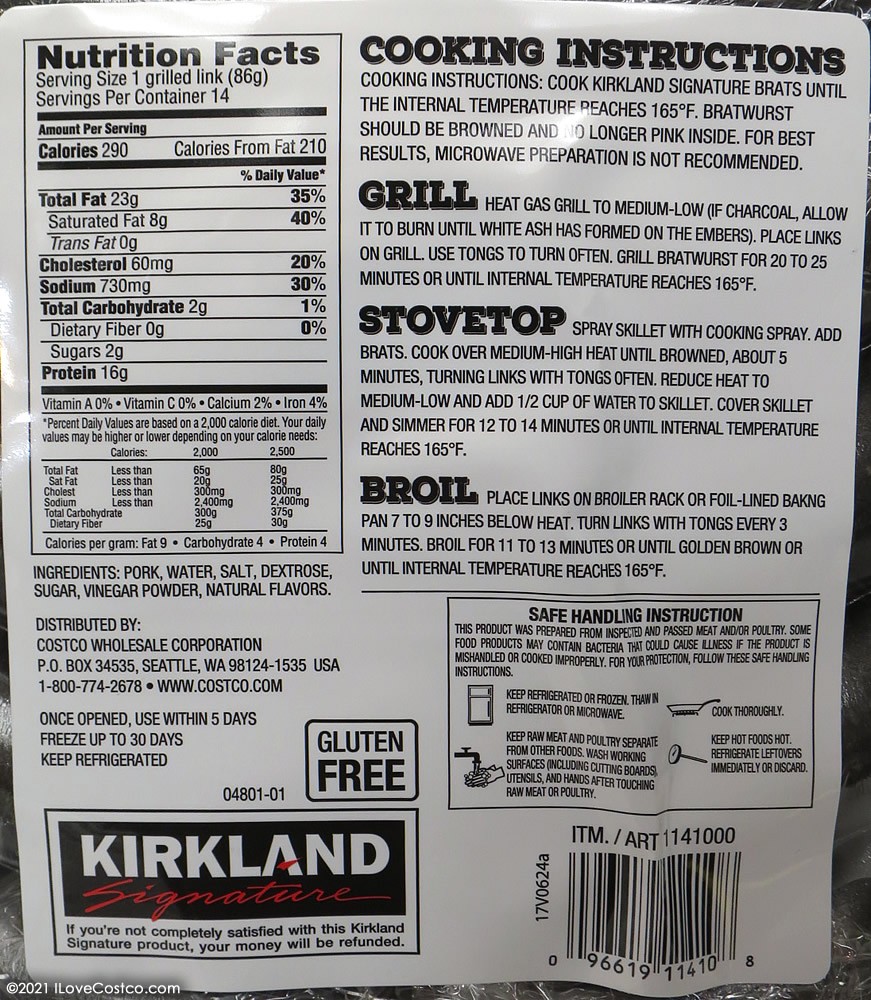 Nutrition Facts
Serving Size 1 grilled link (86g)
Servings Per Container 14
Amount Per Serving
Calories 290 Calories From Fat 210
% Daily Value*
Total Fat 23g 35%
Saturated Fat 8g 40%
Trans Fat 0g
Cholesterol 60mg 20%
Sodium 730mg 30%
Total Carbohydrate 2g 1%
Dietary Fiber 0g 0%
Sugars 2g
Protein 16g
Vitamin A 0% • Vitamin C 0% • Calcium 2% • Iron 4%
*Percent Daily Values are based on a 2,000 calorie diet. Your daily
values may be higher or lower depending on your calorie needs:
Calories: 2,000 2,500
Total Fat Less than 65g 80g
Sat Fat Less than 20g 25g
Cholest Less than 300mg 300mg
Sodium Less than 2,400mg 2,400mg
Total Carbohydrate 300g 375g
Dietary Fiber 25g 30g
Calories per gram: Fat 9 • Carbohydrate 4 • Protein 4
INGREDIENTS: PORK, WATER, SALT, DEXTROSE,
SUGAR, VINEGAR POWDER, NATURAL FLAVORS.
DISTRIBUTED BY:
COSTCO WHOLESALE CORPORATION
P.O. BOX 34535, SEATTLE, WA 98124-1535 USA
1-800-774-2678 • WWW.COSTCO.COM
ONCE OPENED, USE WITHIN 5 DAYS
FREEZE UP TO 30 DAYS
KEEP REFRIGERATED
04801-01
GLUTEN
FREE
KIRKLAND
Signature
If you're not completely satisfied with this Kirkland
Signature product, your money will be refunded.
COOKING INSTRUCTIONS
COOKING INSTRUCTIONS: COOK KIRKLAND SIGNATURE BRATS UNTIL
THE INTERNAL TEMPERATURE REACHES 165°F. BRATWURST
SHOULD BE BROWNED AND NO LONGER PINK INSIDE. FOR BEST
RESULTS, MICROWAVE PREPARATION IS NOT RECOMMENDED.
GRILL HEAT GAS GRILL TO MEDIUM-LOW (IF CHARCOAL, ALLOW
IT TO BURN UNTIL WHITE ASH HAS FORMED ON THE EMBERS). PLACE LINKS
ON GRILL. USE TONGS TO TURN OFTEN. GRILL BRATWURST FOR 20 TO 25
MINUTES OR UNTIL INTERNAL TEMPERATURE REACHES 165°F.
STOVETOP SPRAY SKILLET WITH COOKING SPRAY. ADD
BRATS. COOK OVER MEDIUM-HIGH HEAT UNTIL BROWNED, ABOUT 5
MINUTES, TURNING LINKS WITH TONGS OFTEN. REDUCE HEAT TO
MEDIUM-LOW AND ADD 1/2 CUP OF WATER TO SKILLET. COVER SKILLET
AND SIMMER FOR 12 TO 14 MINUTES OR UNTIL INTERNAL TEMPERATURE
REACHES 165°F.
BROIL PLACE LINKS ON BROILER RACK OR FOIL-LINED BAKNG
PAN 7 TO 9 INCHES BELOW HEAT. TURN LINKS WITH TONGS EVERY 3
MINUTES. BROIL FOR 11 TO 13 MINUTES OR UNTIL GOLDEN BROWN OR
UNTIL INTERNAL TEMPERATURE REACHES 165°F.
SAFE HANDLING INSTRUCTION
THIS PRODUCT WAS PREPARED FROM INSPECTED AND PASSED MEAT AND/OR POULTRY. SOME
FOOD PRODUCTS MAY CONTAIN BACTERIA THAT COULD CAUSE ILLNESS IF THE PRODUCT IS
MISHANDLED OR COOKED IMPROPERLY. FOR YOUR PROTECTION, FOLLOW THESE SAFE HANDLING
INSTRUCTIONS.
KEEP REFRIGERATED OR FROZEN. THAW IN
REFRIGERATOR OR MICROWAVE.
COOK THOROUGHLY.
KEEP RAW MEAT AND POULTRY SEPARATE
FROM OTHER FOODS. WASH WORKING
SURFACES (INCLUDING CUTTING BOARDS),
UTENSILS, AND HANDS AFTER TOUCHING
RAW MEAT OR POULTRY.
KEEP HOT FOODS HOT.
REFRIGERATE LEFTOVERS
IMMEDIATELY OR DISCARD.
ITM. / ART 1141000
17V0624a
0 96619 11410 8
©2021 ILoveCostco.com